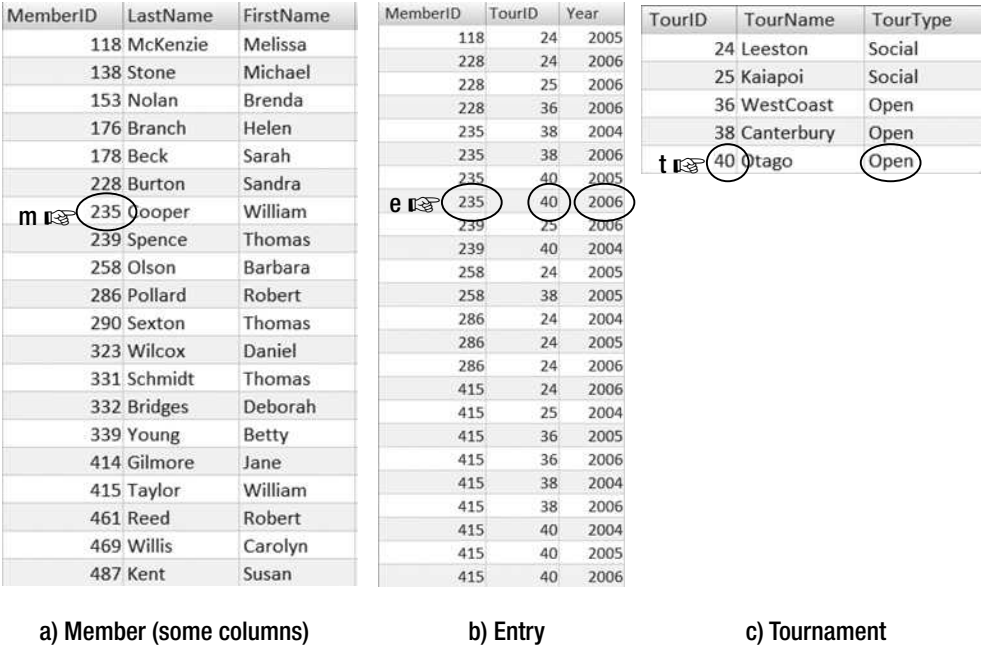 MemberID LastName FirstName
118 McKenzie Melissa
138 Stone Michael
153 Nolan Brenda
176 Branch Helen
178 Beck Sarah
228 Burton Sandra
m 235 Cooper William
239 Spence Thomas
258 Olson Barbara
286 Pollard Robert
290 Sexton Thomas
323 Wilcox Daniel
331 Schmidt Thomas
332 Bridges Deborah
339 Young Betty
414 Gilmore Jane
415 Taylor William
461 Reed Robert
469 Willis Carolyn
487 Kent Susan
a) Member (some columns)
MemberID TourID Year
118 24 2005
228 24 2006
228 25 2006
228 36 2006
235 38 2004
235 38 2006
235 40 2005
e 235 40 2006
239 25 2006
239 40 2004
258 24 2005
258 38 2005
286 24 2004
286 24 2005
286 24 2006
415 24 2006
415 25 2004
415 36 2005
415 36 2006
415 38 2004
415 38 2006
415 40 2004
415 40 2005
415 40 2006
b) Entry
TourID TourName TourType
24 Leeston Social
25 Kaiapoi Social
36 WestCoast Open
38 Canterbury Open
t 40 Otago Open
c) Tournament